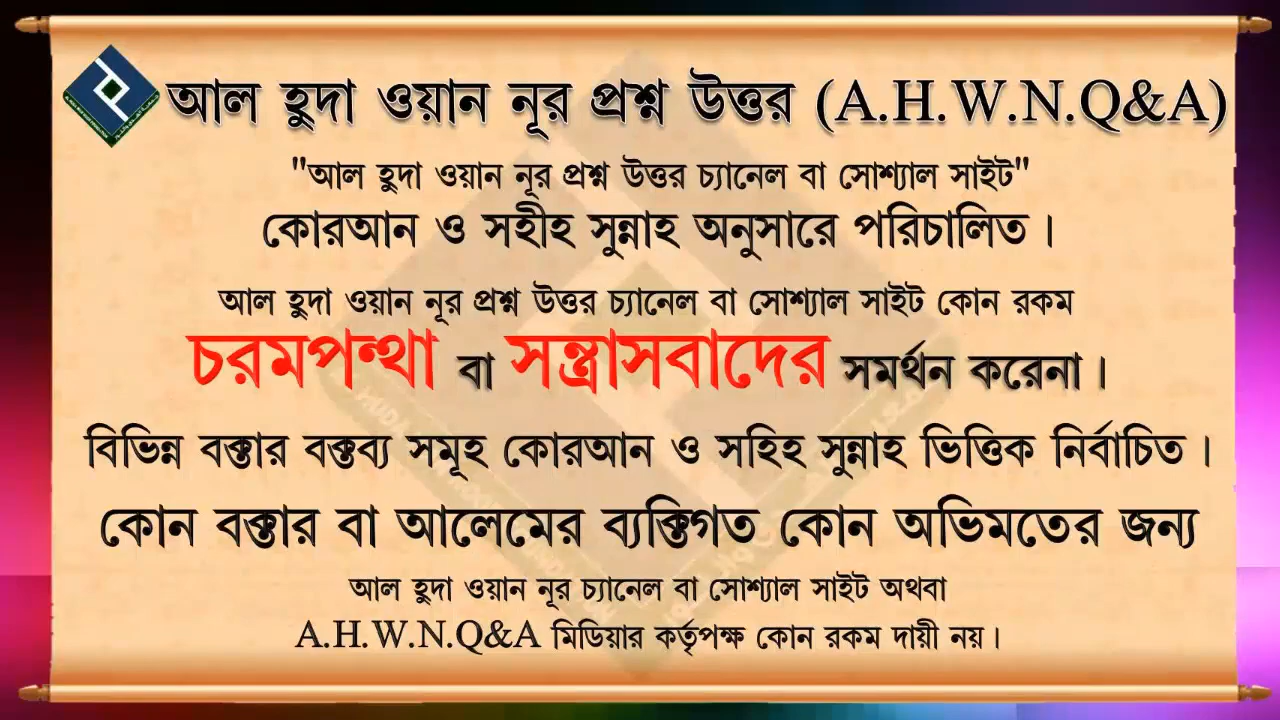 আল হুদা ওয়ান নূর প্রশ্ন উত্তর (A.H.W.N.Q&A)
"আল হুদা ওয়ান নূর প্রশ্ন উত্তর চ্যানেল বা সোশ্যাল সাইট"
কোরআন ও সহীহ সুন্নাহ অনুসারে পরিচালিত।
আল হুদা ওয়ান নূর প্রশ্ন উত্তর চ্যানেল বা সোশ্যাল সাইট কোন রকম
চরমপন্থা বা সন্ত্রাসবাদের সমর্থন করেনা।
বিভিন্ন বক্তার বক্তব্য সমূহ কোরআন ও সহিহ সুন্নাহ ভিত্তিক নির্বাচিত।
কোন বক্তার বা আলেমের ব্যক্তিগত কোন অভিমতের জন্য
আল হুদা ওয়ান নূর চ্যানেল বা সোশ্যাল সাইট অথবা
A.H.W.N.Q&A মিডিয়ার কর্তৃপক্ষ কোন রকম দায়ী নয়।